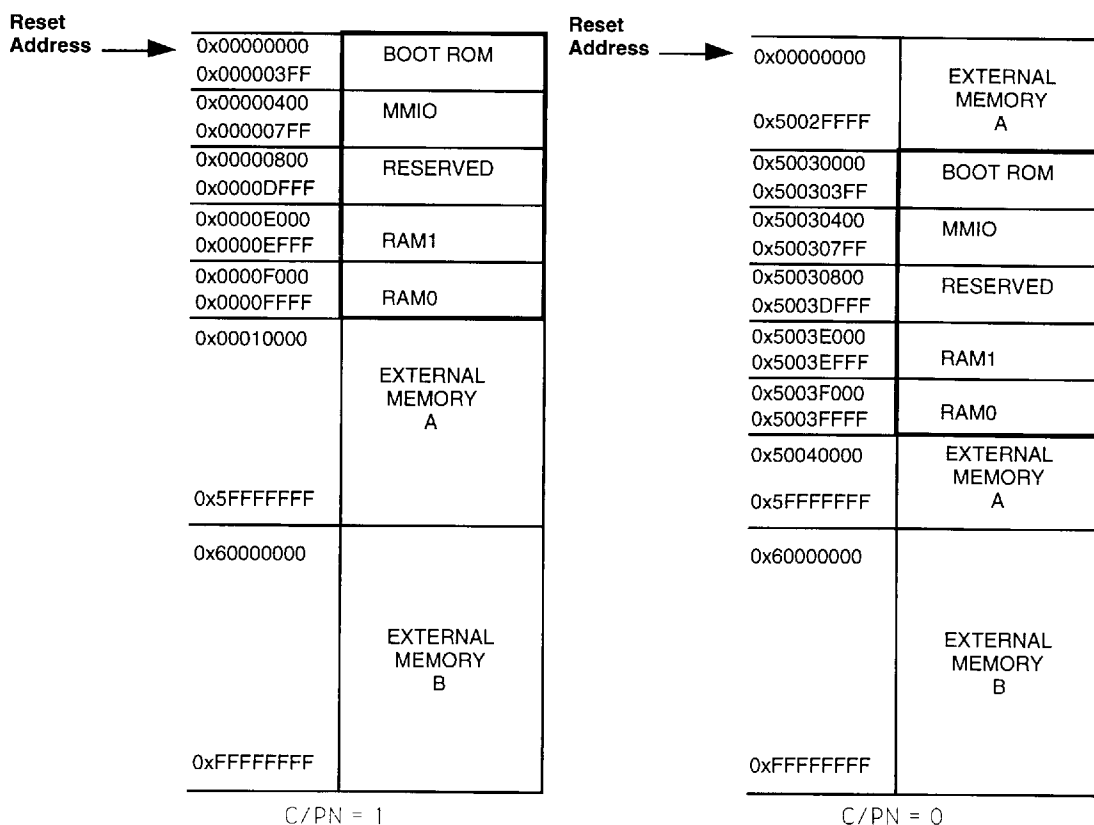 Reset
Address
0x00000000
0x000003FF
BOOT ROM
0x00000400
0x000007FF
MMIO
0x00000800
0x0000DFFF
RESERVED
0x0000E000
0x0000EFFF
RAM1
0x0000F000
0x0000FFFF
RAM0
0x00010000
EXTERNAL
MEMORY
A
0x5FFFFFFF
0x60000000
EXTERNAL
MEMORY
B
0xFFFFFFFF
C/PN = 1
Reset
Address
0x00000000
EXTERNAL
MEMORY
A
0x5002FFFF
0x50030000
0x500303FF
BOOT ROM
0x50030400
0x500307FF
MMIO
0x50030800
0x5003DFFF
RESERVED
0x5003E000
0x5003EFFF
RAM1
0x5003F000
0x5003FFFF
RAM0
0x50040000
EXTERNAL
MEMORY
A
0x5FFFFFFF
0x60000000
EXTERNAL
MEMORY
B
0xFFFFFFFF
C/PN = 0